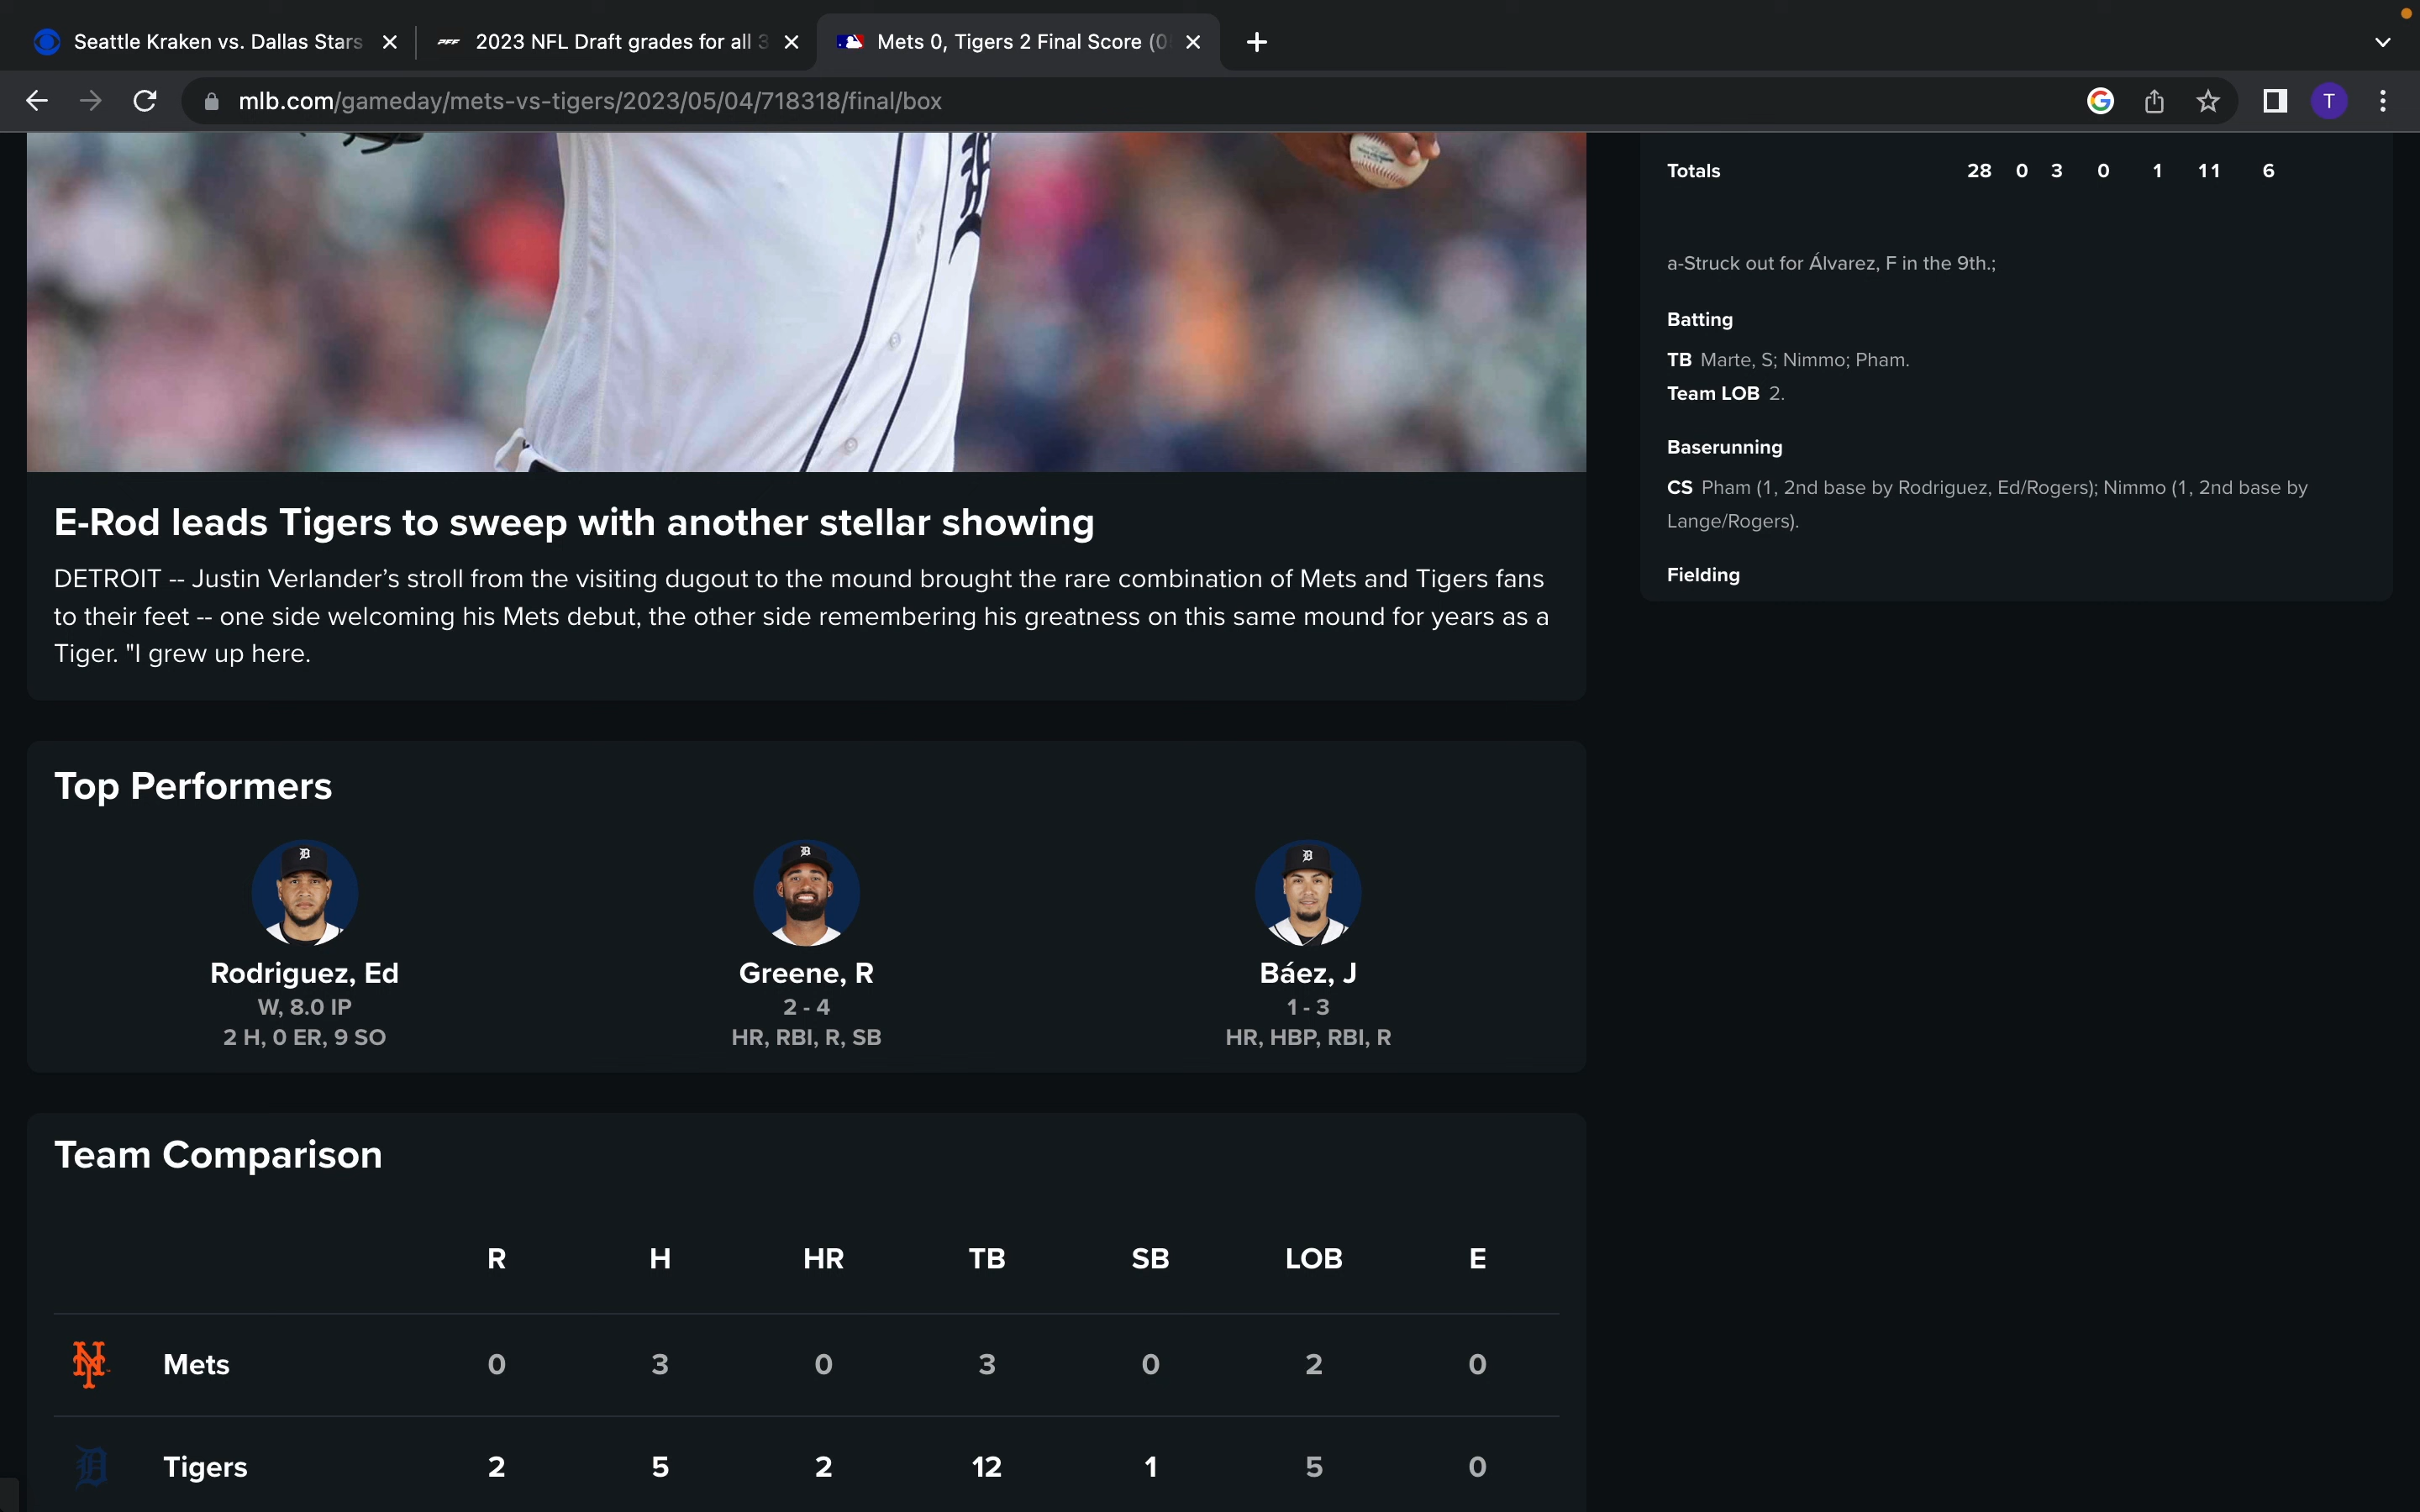 Seattle Kraken vs. Dallas Stars
PFF 2023 NFL Draft grades for all 3
Mets 0, Tigers 2 Final Score (0
mlb.com/gameday/mets-vs-tigers/2023/05/04/718318/final/box
T
E-Rod leads Tigers to sweep with another stellar showing
DETROIT -- Justin Verlander’s stroll from the visiting dugout to the mound brought the rare combination of Mets and Tigers fans
to their feet -- one side welcoming his Mets debut, the other side remembering his greatness on this same mound for years as a
Tiger. "I grew up here.
Top Performers
Rodriguez, Ed
W, 8.0 IP
2 H, 0 ER, 9 SO
Greene, R
2 - 4
HR, RBI, R, SB
Báez, J
1 - 3
HR, HBP, RBI, R
Team Comparison
R H HR TB SB LOB E
Mets 0 3 0 3 0 2 0
Tigers 2 5 2 12 1 5 0
Totals 28 0 3 0 1 11 6
a-Struck out for Álvarez, F in the 9th.;
Batting
TB Marte, S; Nimmo; Pham.
Team LOB 2.
Baserunning
CS Pham (1, 2nd base by Rodriguez, Ed/Rogers); Nimmo (1, 2nd base by
Lange/Rogers).
Fielding